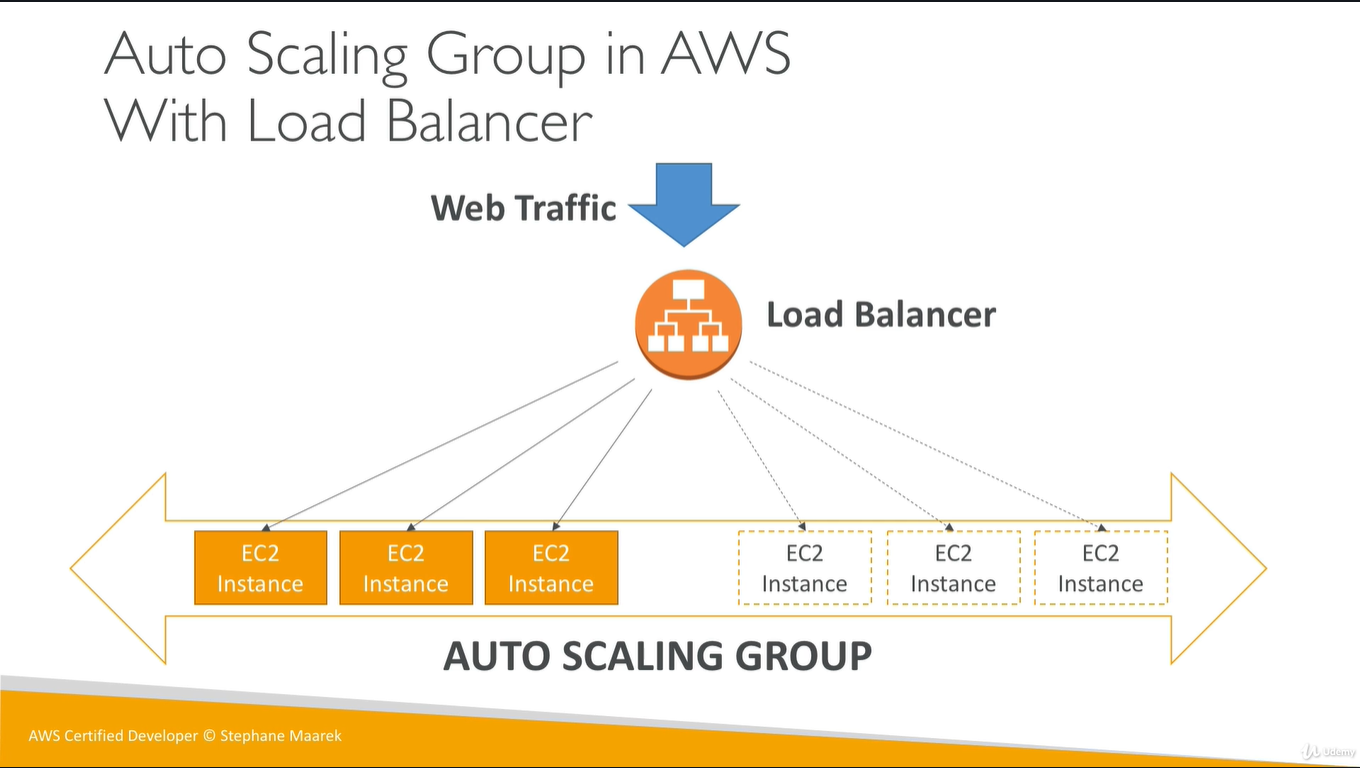 Auto Scaling Group in AWS
With Load Balancer
Web Traffic
Load Balancer
EC2
Instance
EC2
Instance
EC2
Instance
EC2
Instance
EC2
Instance
EC2
Instance
AUTO SCALING GROUP
AWS Certified Developer © Stephane Maarek
Udemy